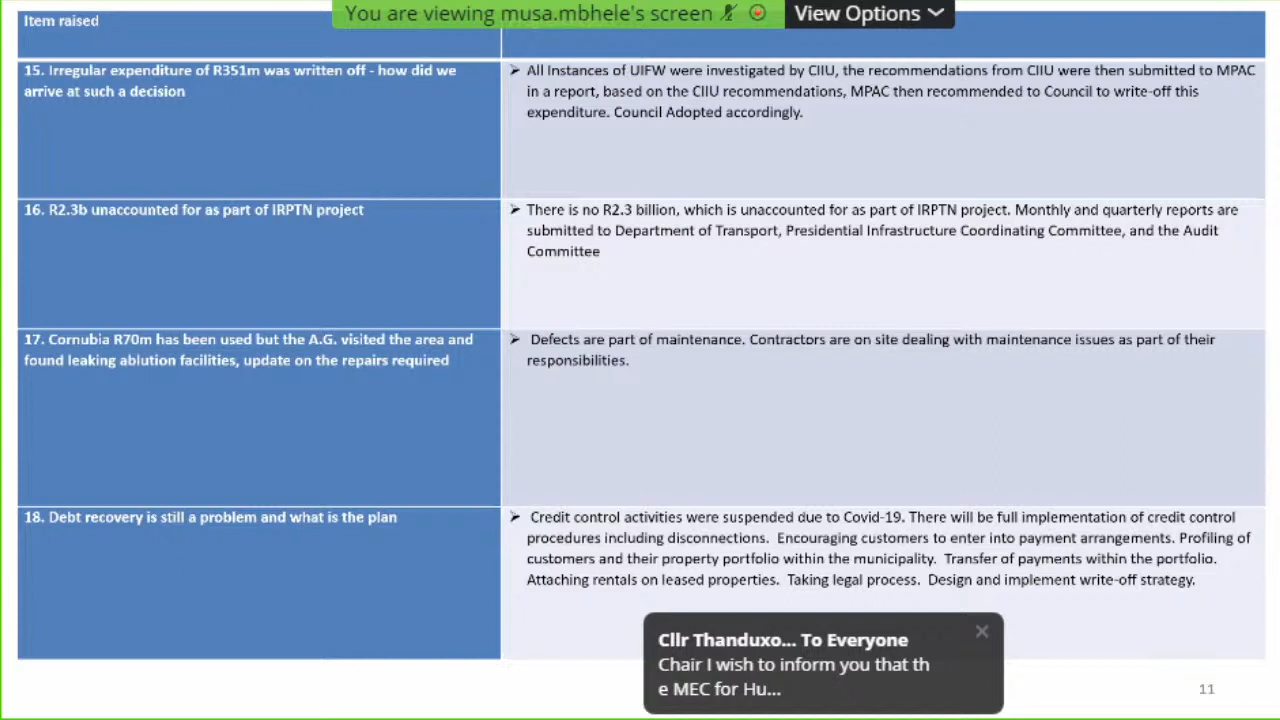 You are viewing musa.mbhele's screen
View Options
Item raised
15. Irregular expenditure of R351m was written off - how did we
arrive at such a decision
➢ All Instances of UIFW were investigated by CIIU, the recommendations from CIIU were then submitted to MPAC
in a report, based on the CIIU recommendations, MPAC then recommended to Council to write-off this
expenditure. Council Adopted accordingly.
16. R2.3b unaccounted for as part of IRPTN project
➢ There is no R2.3 billion, which is unaccounted for as part of IRPTN project. Monthly and quarterly reports are
submitted to Department of Transport, Presidential Infrastructure Coordinating Committee, and the Audit
Committee
17. Cornubia R70m has been used but the A.G. visited the area and
found leaking ablution facilities, update on the repairs required
➢ Defects are part of maintenance. Contractors are on site dealing with maintenance issues as part of their
responsibilities.
18. Debt recovery is still a problem and what is the plan
➢ Credit control activities were suspended due to Covid-19. There will be full implementation of credit control
procedures including disconnections. Encouraging customers to enter into payment arrangements. Profiling of
customers and their property portfolio within the municipality. Transfer of payments within the portfolio.
Attaching rentals on leased properties. Taking legal process. Design and implement write-off strategy.
Cllr Thanduxo... To Everyone
Chair I wish to inform you that th
e MEC for Hu...
11